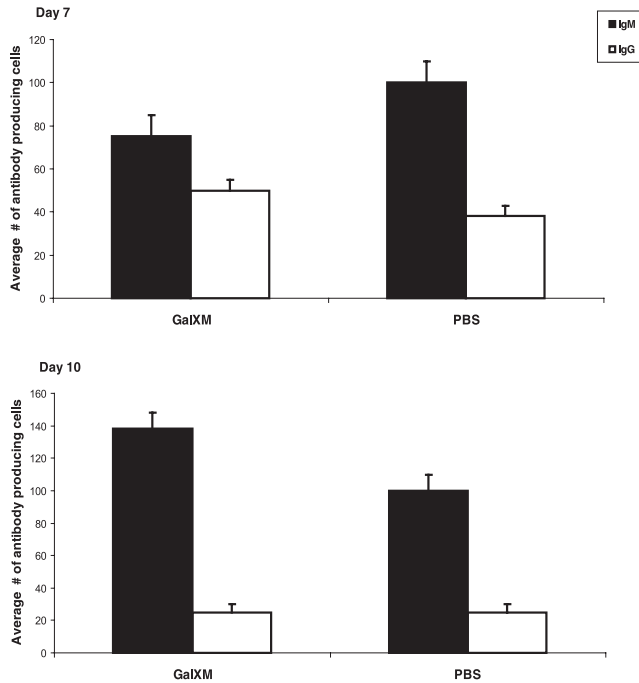 Day 7
IgM
IgG
Average # of antibody producing cells
120
100
80
60
40
20
0
GalXM
PBS
Day 10
Average # of antibody producing cells
160
140
120
100
80
60
40
20
0
GalXM
PBS